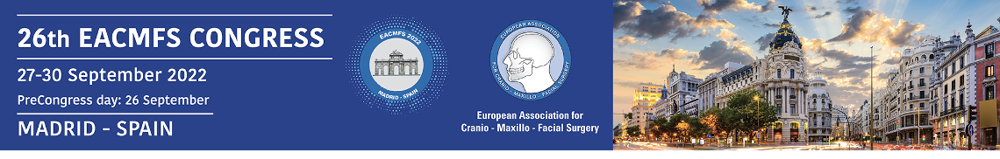 26th EACMFS CONGRESS
27-30 September 2022
PreCongress day: 26 September
MADRID - SPAIN
EACMFS 2022
MADRID - SPAIN
EUROPEAN ASSOCIATION
FOR CRANIO - MAXILLO - FACIAL SURGERY
European Association for
Cranio - Maxillo - Facial Surgery